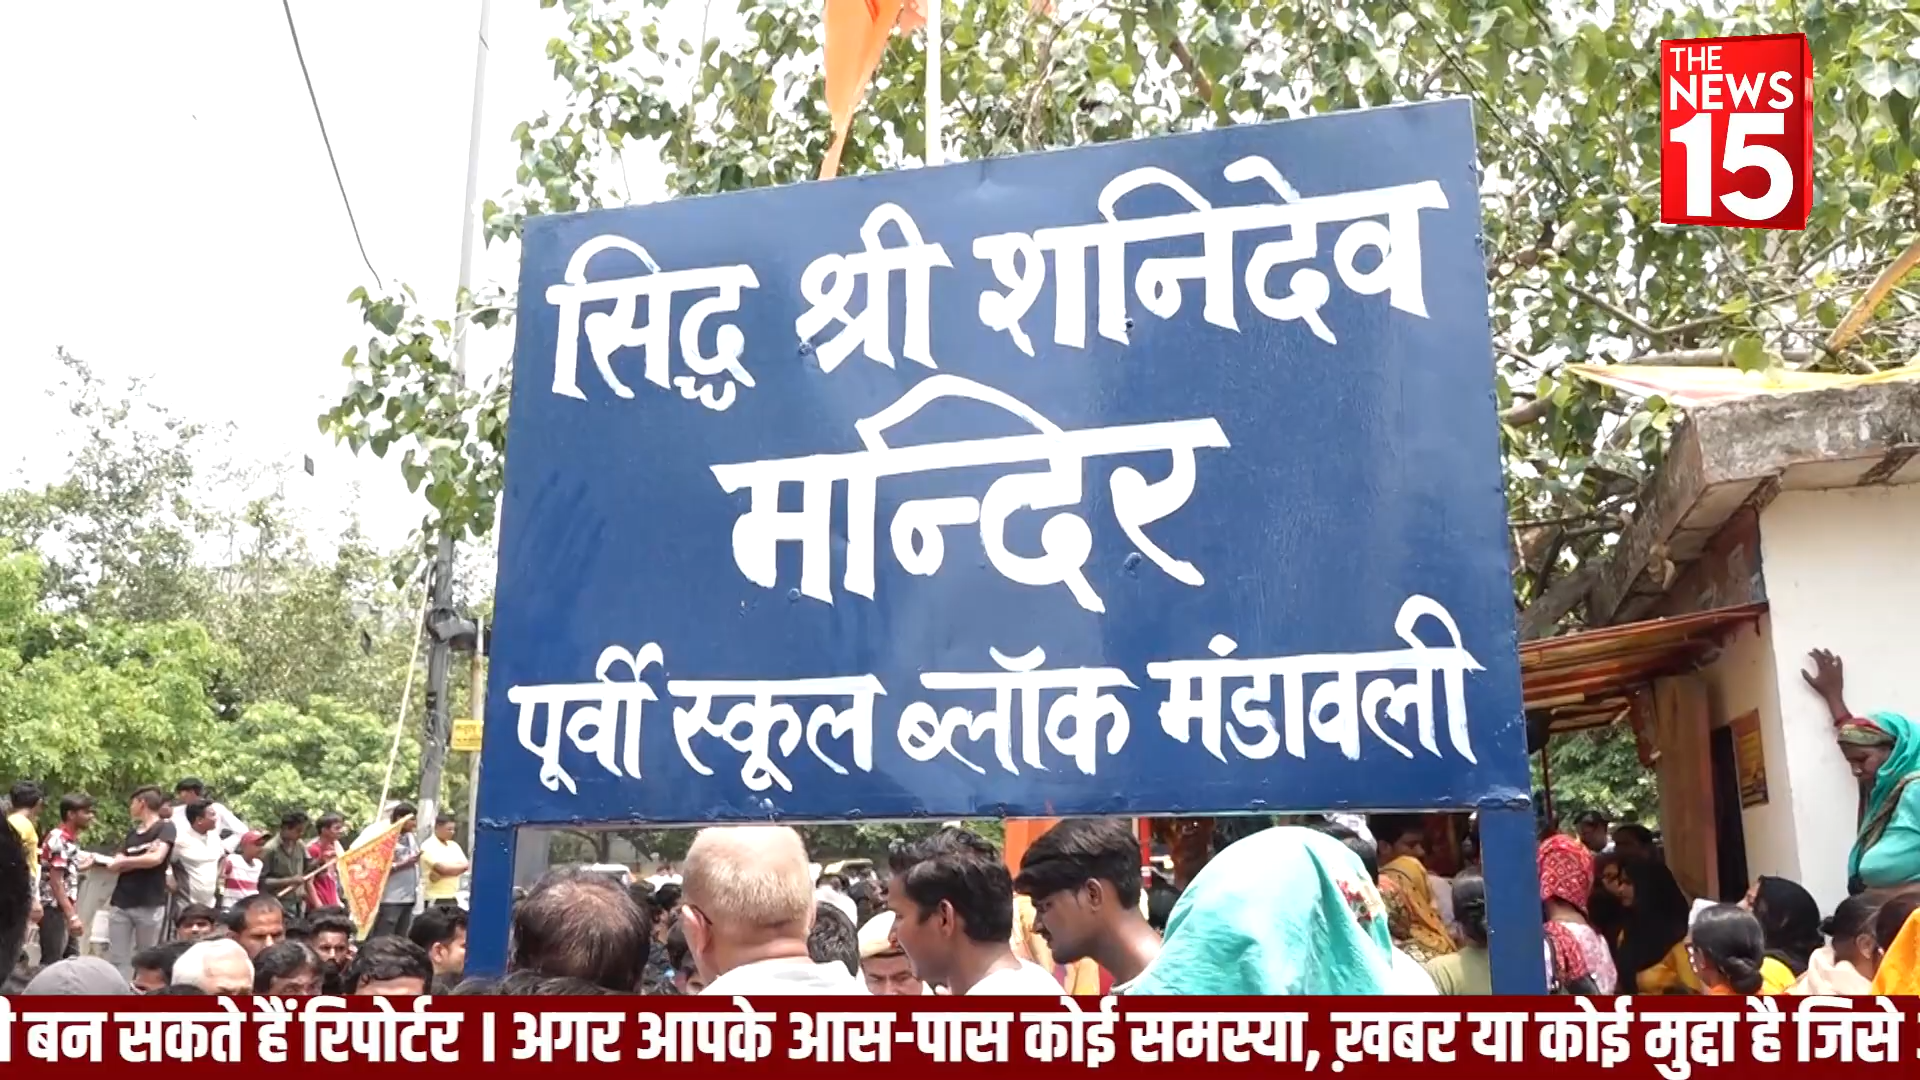 THE
NEWS
15
सिद्ध श्री शनिदेव
मन्दिर
पूर्वी स्कूल ब्लॉक मंडावली
बन सकते हैं रिपोर्टर । अगर आपके आस-पास कोई समस्या, ख़बर या कोई मुद्दा है जिसे